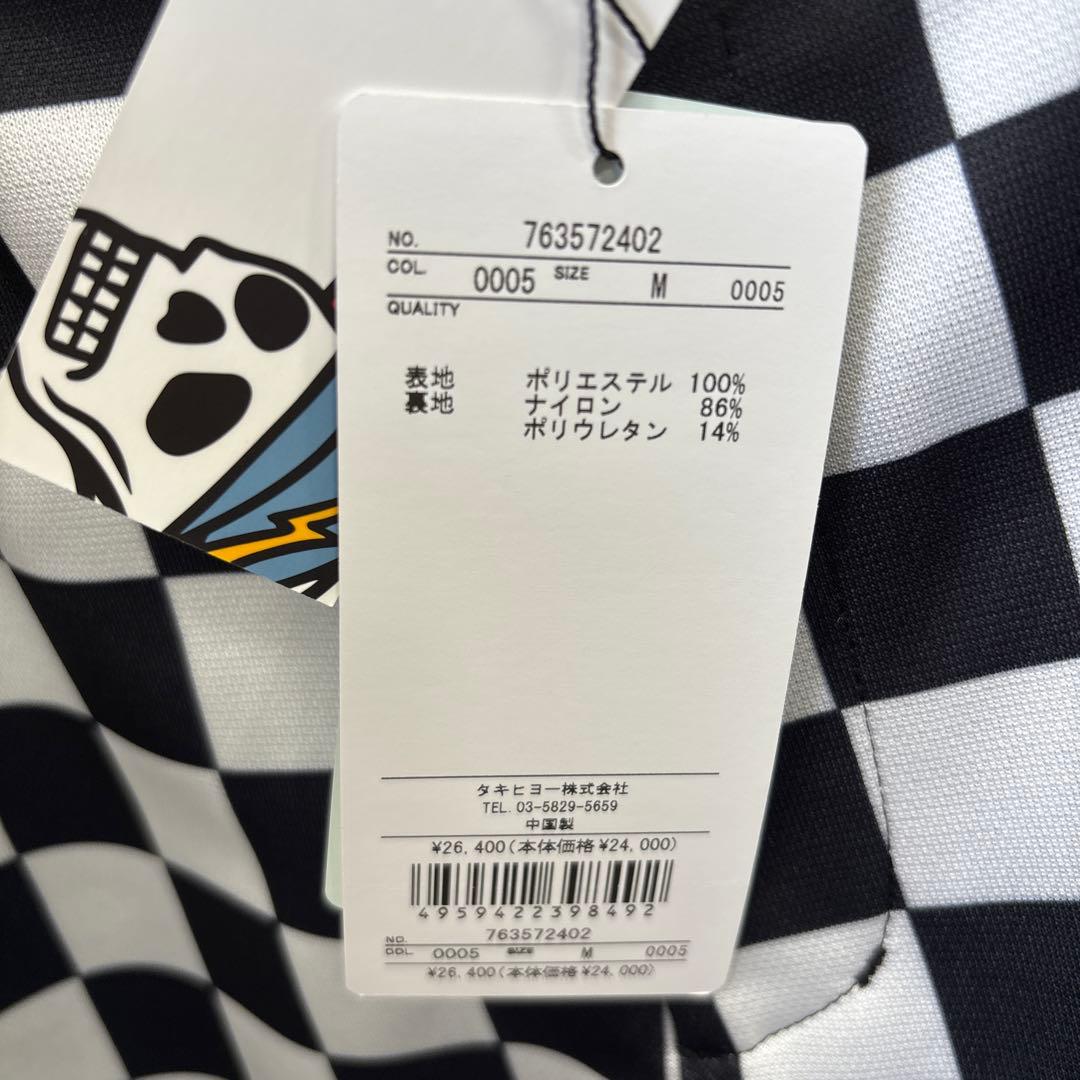 NO. 763572402
COL. 0005 SIZE M 0005
QUALITY
表地 ポリエステル 100%
裏地 ナイロン 86%
ポリウレタン 14%
タキヒヨー株式会社
TEL. 03-5829-5659
中国製
¥26,400(本体価格¥24,000)
4959422398492
NO. 763572402
COL. 0005 SIZE M 0005
¥26,400(本体価格¥24,000)